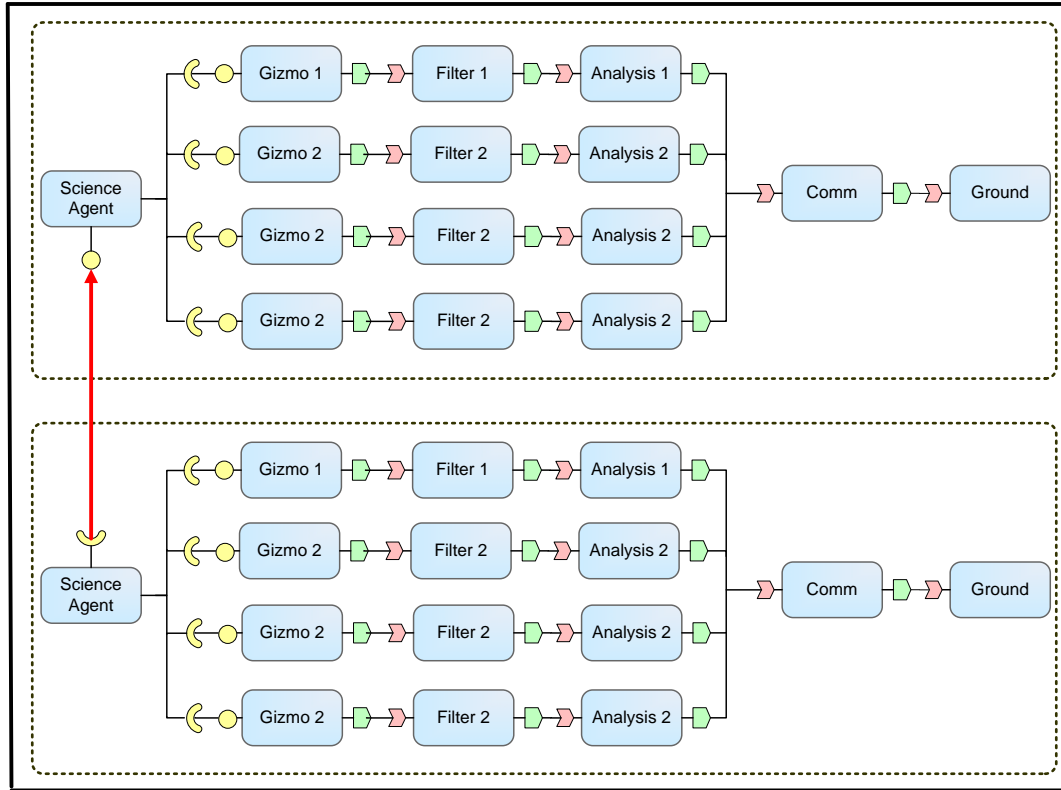 Gizmo 1 Filter 1 Analysis 1
Gizmo 2 Filter 2 Analysis 2
Science
Agent
Comm Ground
Gizmo 2 Filter 2 Analysis 2
Gizmo 2 Filter 2 Analysis 2
Gizmo 1 Filter 1 Analysis 1
Gizmo 2 Filter 2 Analysis 2
Science
Agent
Comm Ground
Gizmo 2 Filter 2 Analysis 2
Gizmo 2 Filter 2 Analysis 2